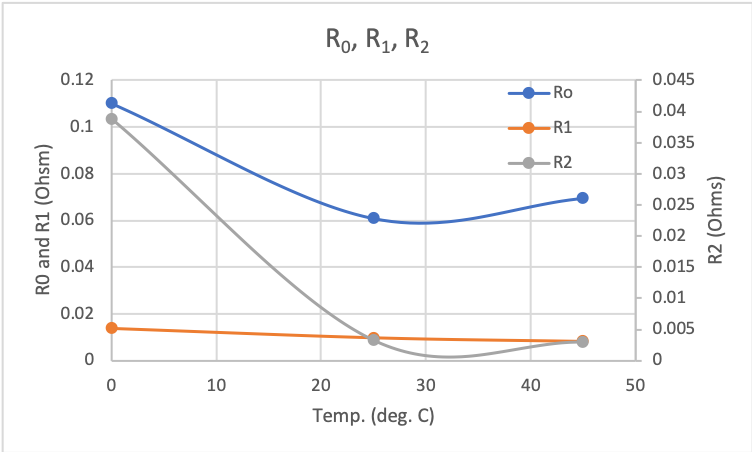 R₀, R₁, R₂
0.12
0.1
0.08
0.06
0.04
0.02
0
R0 and R1 (Ohsm)
0.045
0.04
0.035
0.03
0.025
0.02
0.015
0.01
0.005
0
R2 (Ohms)
Ro
R1
R2
0 10 20 30 40 50
Temp. (deg. C)